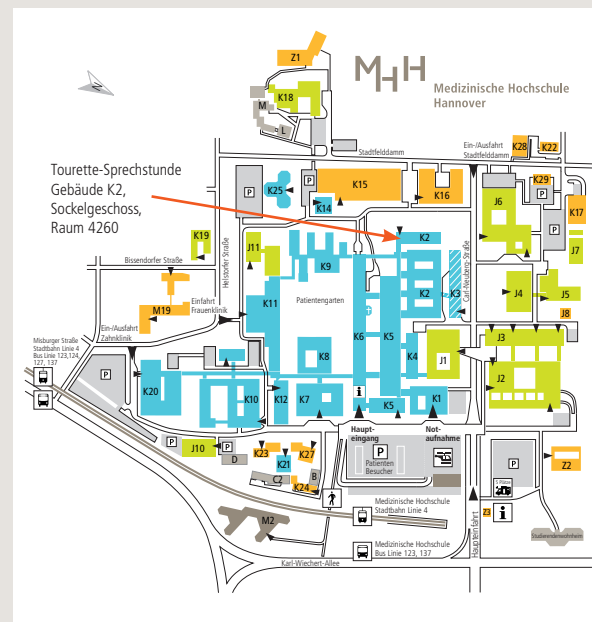 Z1
MHH
Medizinische Hochschule
Hannover
N
K18
M
L
Stadtfelddamm
Ein-/Ausfahrt
Stadtfelddamm
K28
K22
Tourette-Sprechstunde
Gebäude K2,
Sockelgeschoss,
Raum 4260
P
K25
P
K15
K14
K16
K29
P
J6
K17
P
J7
K19
Bissendorfer Straße
Helstorfer Straße
J11
K9
K2
Carl-Neuberg-Straße
K11
Patientengarten
K2
K3
J4
J5
J8
M19
Einfahrt
Frauenklinik
K6
K5
Misburger Straße
Stadtbahn Linie 4
Bus Linie 123,124,
127, 137
Ein-/Ausfahrt
Zahnklinik
K8
K4
J1
J3
J2
P
K20
K10
K12
K7
i
K5
K1
Haupt-
eingang
Not-
aufnahme
P
J10
P
D
K23
K21
K27
C2
B
K24
P
Patienten
Besucher
P
Z2
5 Plätze
M2
Medizinische Hochschule
Stadtbahn Linie 4
Z3
i
Haupteinfahrt
Studierendenwohnheim
Medizinische Hochschule
Bus Linie 123, 137
Karl-Wiechert-Allee